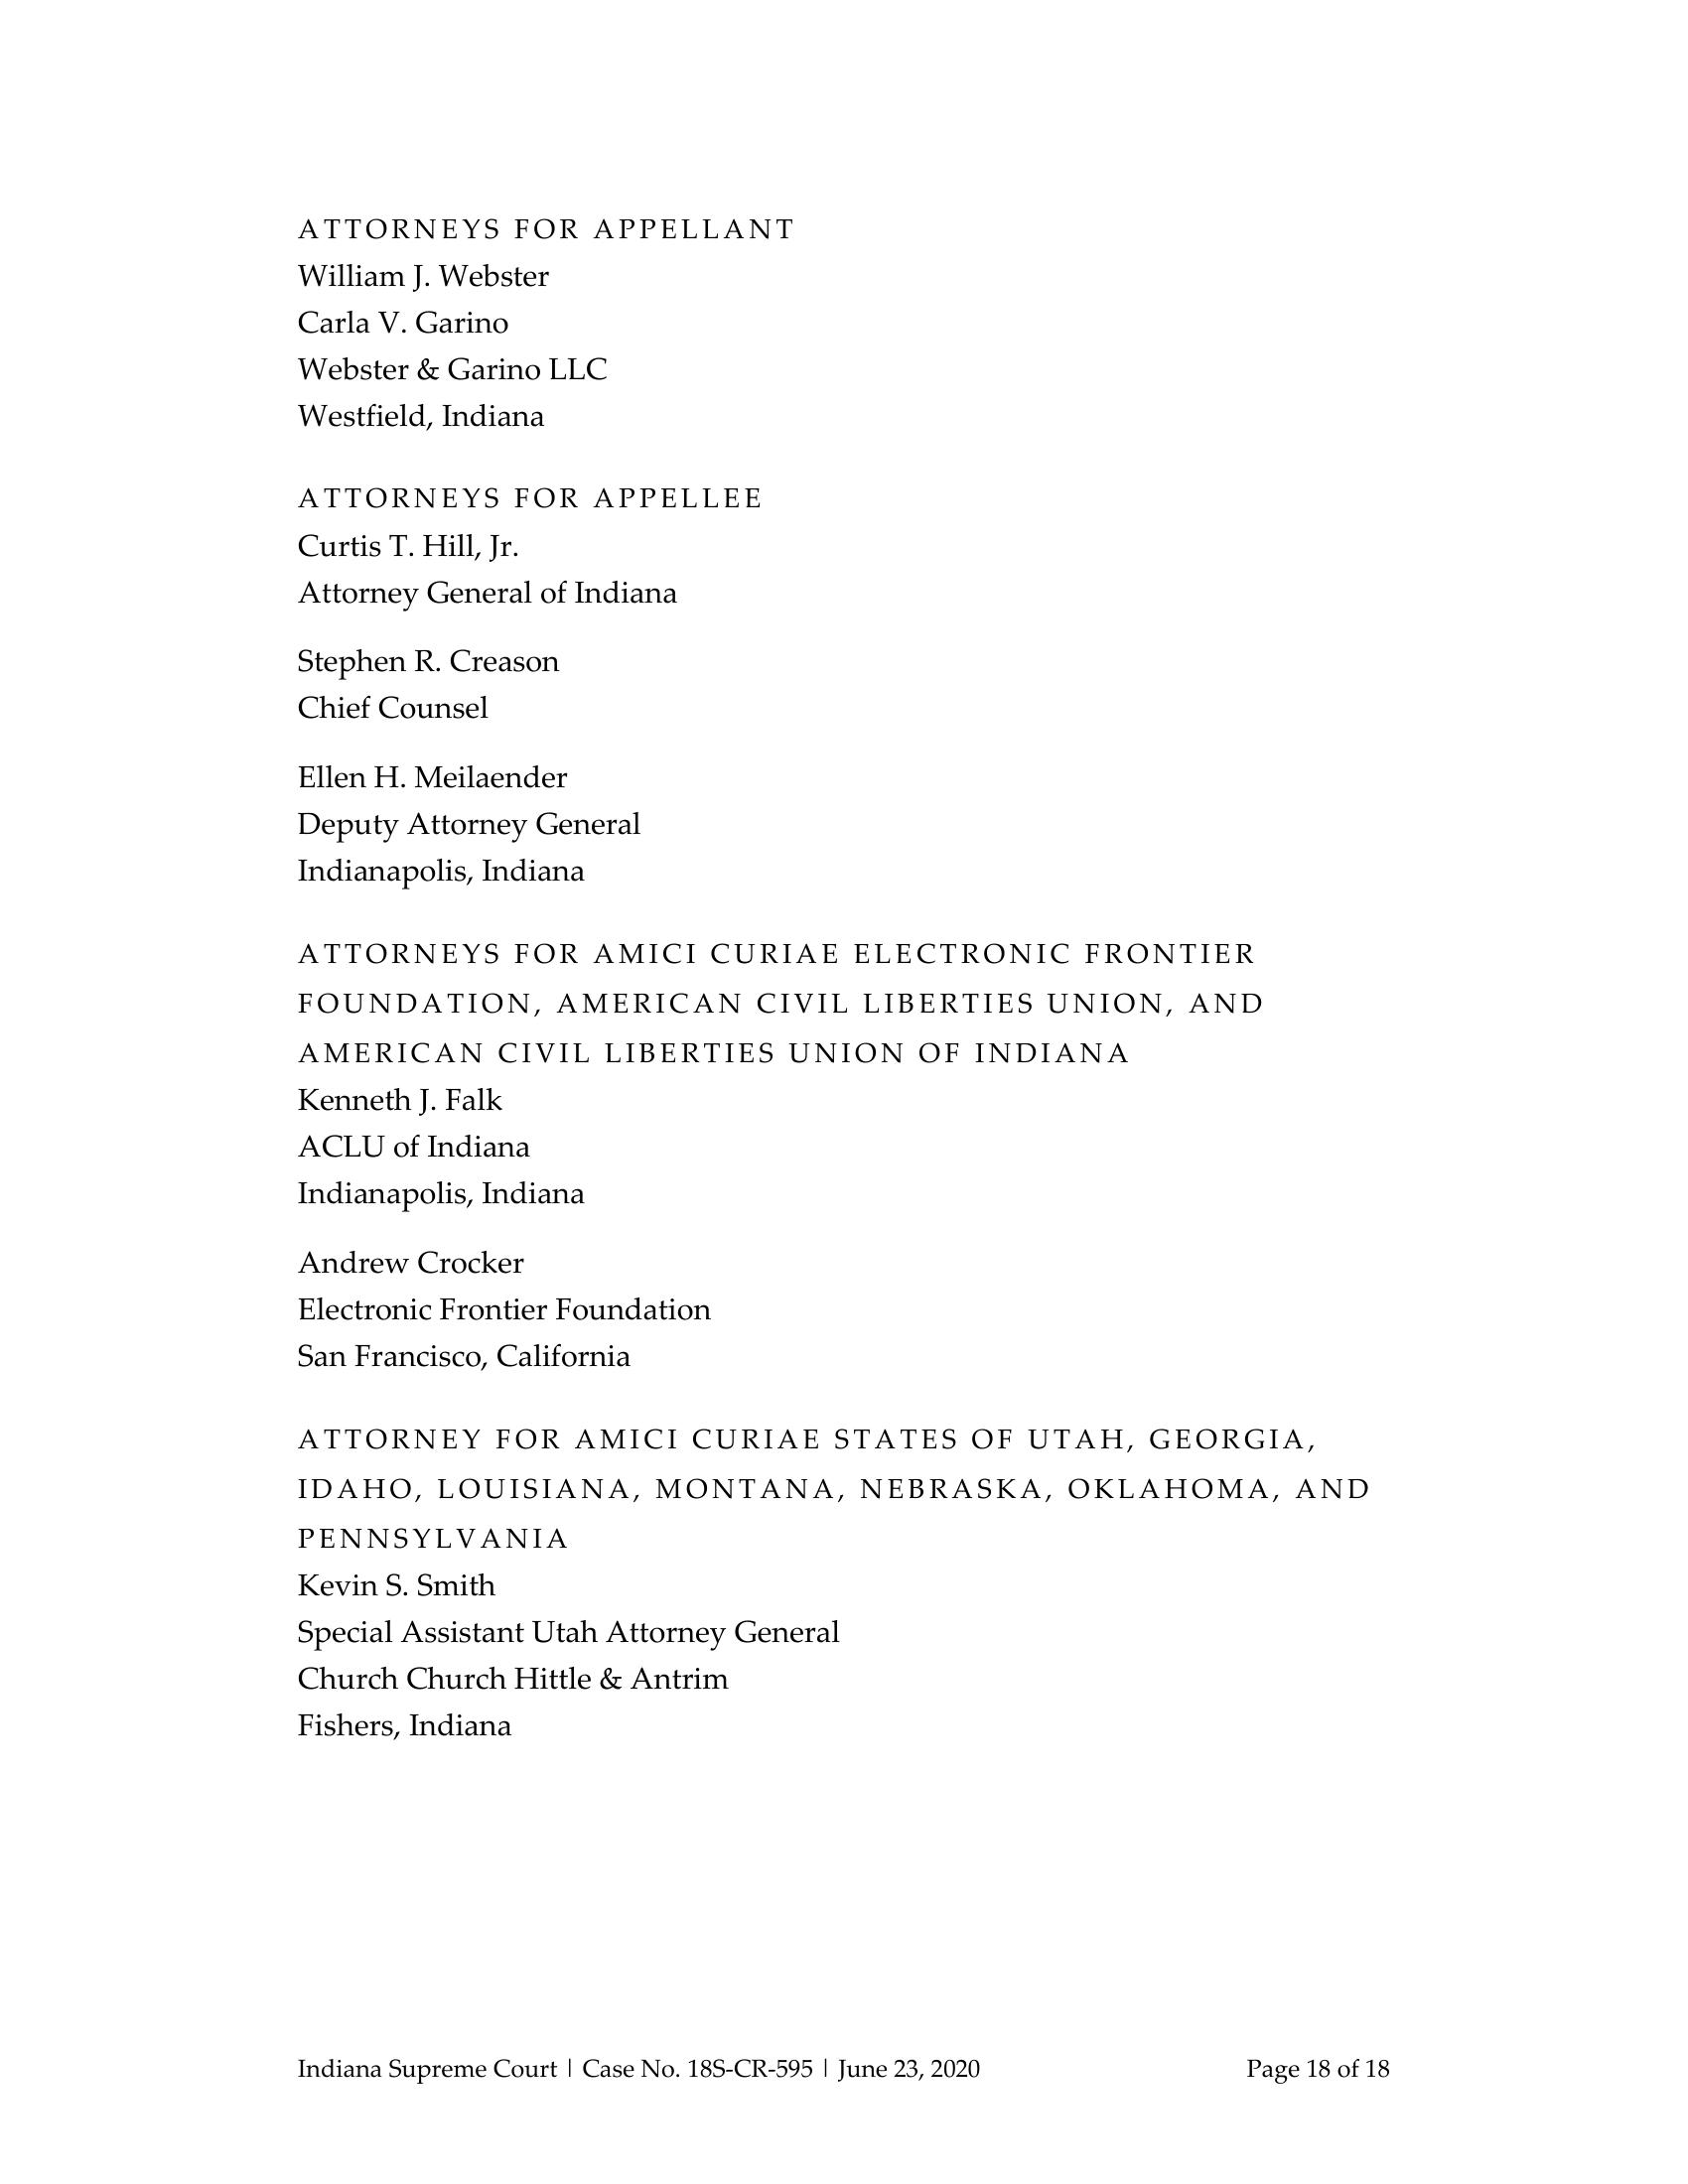 ATTORNEYS FOR APPELLANT
William J. Webster
Carla V. Garino
Webster & Garino LLC
Westfield, Indiana
ATTORNEYS FOR APPELLEE
Curtis T. Hill, Jr.
Attorney General of Indiana
Stephen R. Creason
Chief Counsel
Ellen H. Meilaender
Deputy Attorney General
Indianapolis, Indiana
ATTORNEYS FOR AMICI CURIAE ELECTRONIC FRONTIER
FOUNDATION, AMERICAN CIVIL LIBERTIES UNION, AND
AMERICAN CIVIL LIBERTIES UNION OF INDIANA
Kenneth J. Falk
ACLU of Indiana
Indianapolis, Indiana
Andrew Crocker
Electronic Frontier Foundation
San Francisco, California
ATTORNEY FOR AMICI CURIAE STATES OF UTAH, GEORGIA,
IDAHO, LOUISIANA, MONTANA, NEBRASKA, OKLAHOMA, AND
PENNSYLVANIA
Kevin S. Smith
Special Assistant Utah Attorney General
Church Church Hittle & Antrim
Fishers, Indiana
Indiana Supreme Court | Case No. 18S-CR-595 | June 23, 2020 Page 18 of 18